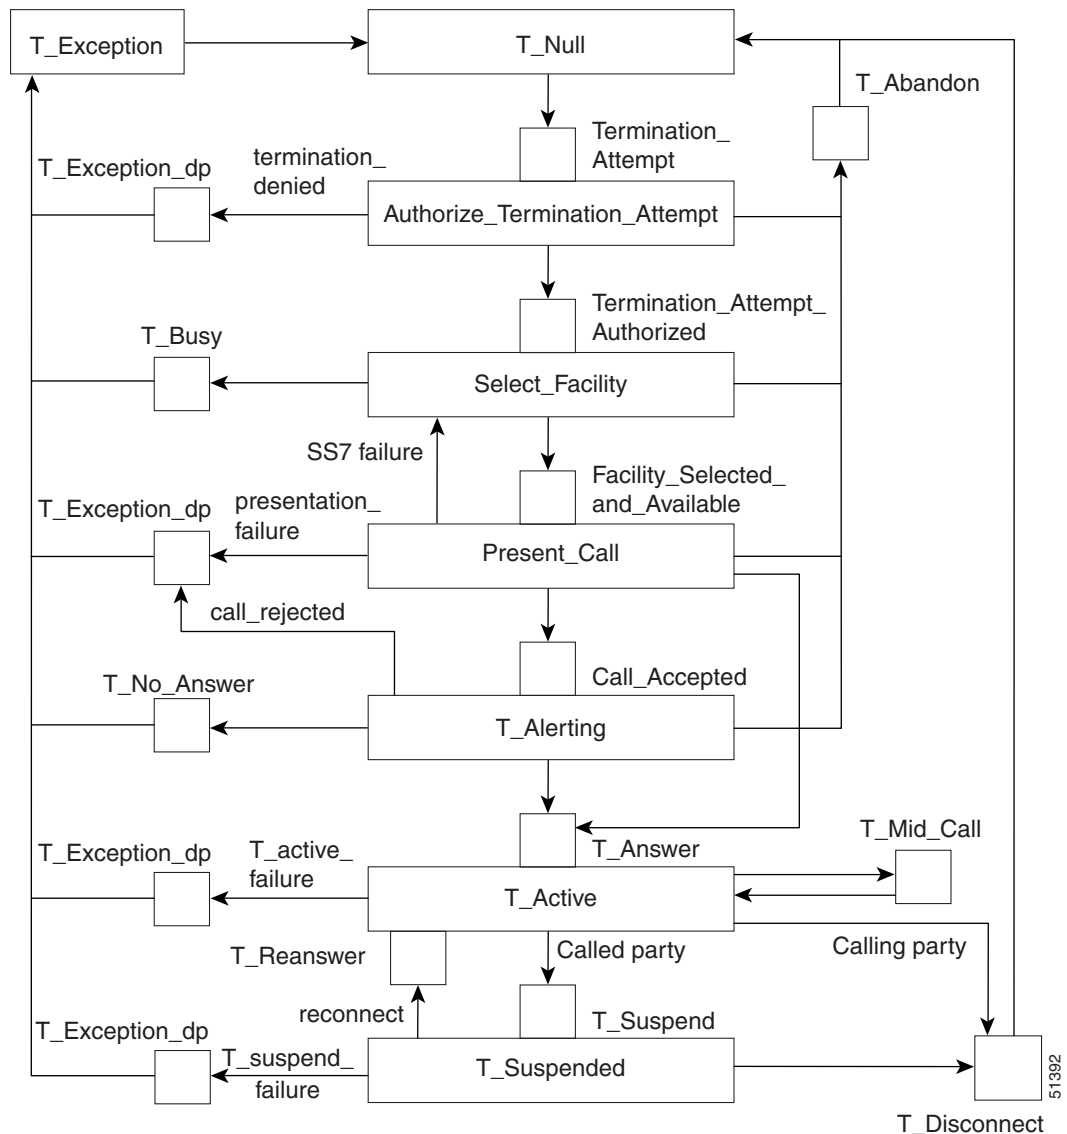 T_Exception
T_Null
T_Abandon
Termination_
Attempt
T_Exception_dp
termination_
denied
Authorize_Termination_Attempt
Termination_Attempt_
Authorized
T_Busy
Select_Facility
SS7 failure
Facility_Selected_
and_Available
T_Exception_dp
presentation_
failure
Present_Call
call_rejected
Call_Accepted
T_No_Answer
T_Alerting
T_Answer
T_Mid_Call
T_Exception_dp
T_active_
failure
T_Active
T_Reanswer
Called party
Calling party
reconnect
T_Suspend
T_Exception_dp
T_suspend_
failure
T_Suspended
51392
T_Disconnect